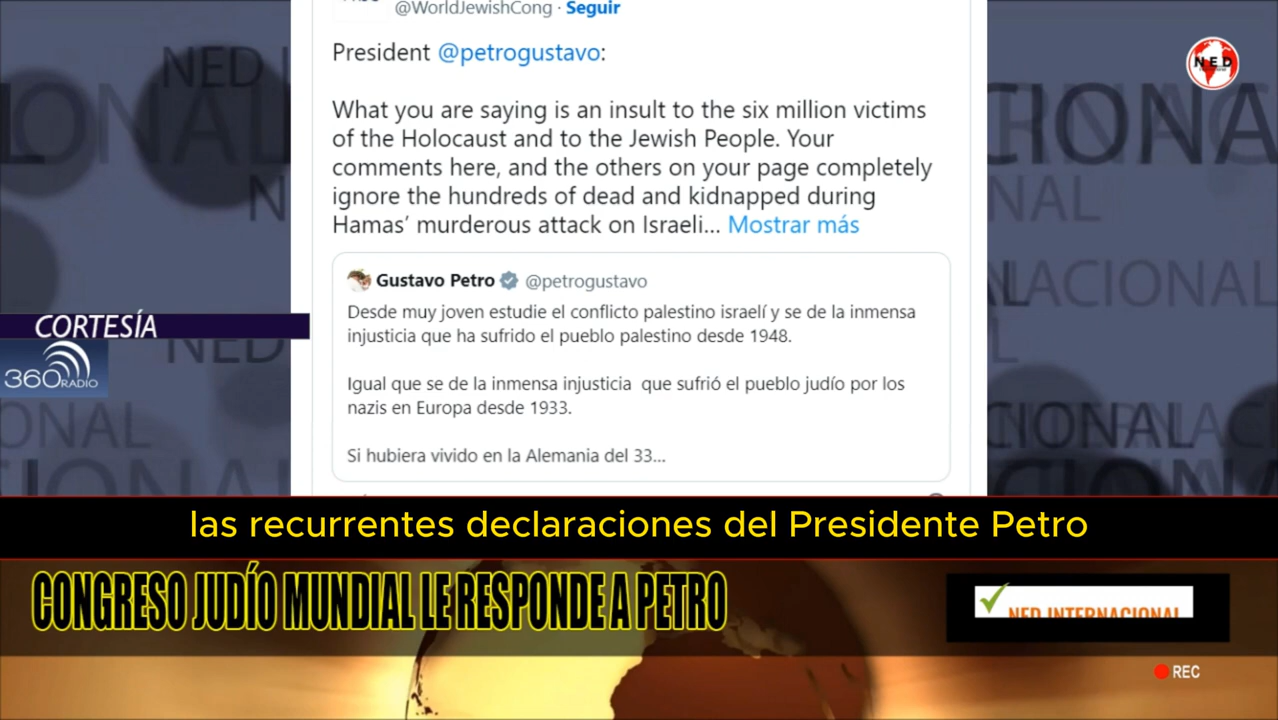 @WorldJewishCong · Seguir
President @petrogustavo:
What you are saying is an insult to the six million victims
of the Holocaust and to the Jewish People. Your
comments here, and the others on your page completely
ignore the hundreds of dead and kidnapped during
Hamas’ murderous attack on Israeli... Mostrar más
Gustavo Petro @petrogustavo
Desde muy joven estudie el conflicto palestino israelí y se de la inmensa
injusticia que ha sufrido el pueblo palestino desde 1948.
Igual que se de la inmensa injusticia que sufrió el pueblo judío por los
nazis en Europa desde 1933.
Si hubiera vivido en la Alemania del 33...
NED
CORTESÍA
360RADIO
las recurrentes declaraciones del Presidente Petro
CONGRESO JUDÍO MUNDIAL LE RESPONDE A PETRO
NED INTERNACIONAL
REC